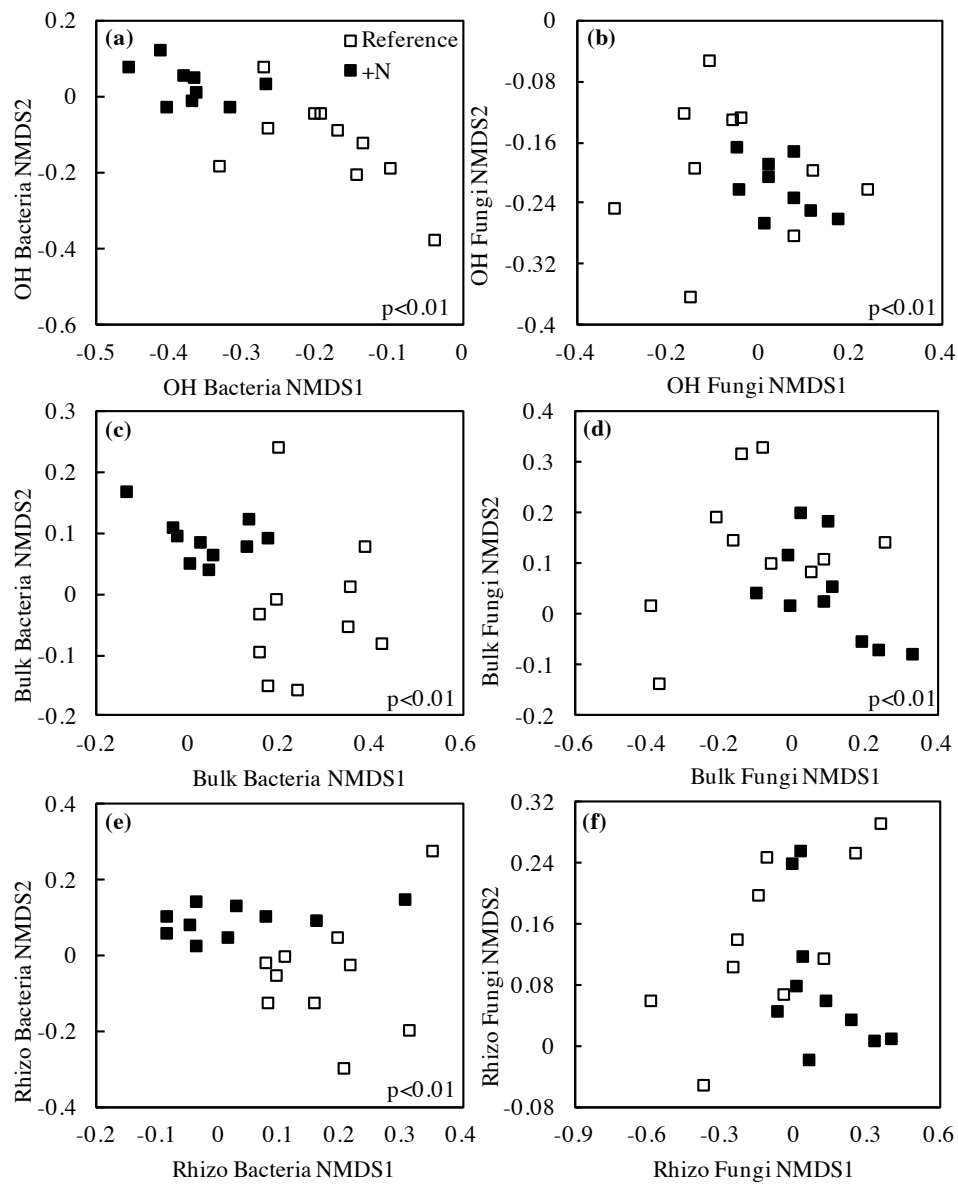 (a)
Reference
+N
0.2
0
-0.2
-0.4
-0.6
-0.5 -0.4 -0.3 -0.2 -0.1 0
OH Bacteria NMDS2
OH Bacteria NMDS1
p<0.01
(b)
0
-0.08
-0.16
-0.24
-0.32
-0.4
-0.4 -0.2 0 0.2 0.4
OH Fungi NMDS2
OH Fungi NMDS1
p<0.01
(c)
0.3
0.2
0.1
0
-0.1
-0.2
-0.2 0 0.2 0.4 0.6
Bulk Bacteria NMDS2
Bulk Bacteria NMDS1
p<0.01
(d)
0.4
0.3
0.2
0.1
0
-0.1
-0.2
-0.6 -0.4 -0.2 0 0.2 0.4
Bulk Fungi NMDS2
Bulk Fungi NMDS1
p<0.01
(e)
0.4
0.2
0
-0.2
-0.4
-0.2 -0.1 0 0.1 0.2 0.3 0.4
Rhizo Bacteria NMDS2
Rhizo Bacteria NMDS1
p<0.01
(f)
0.32
0.24
0.16
0.08
0
-0.08
-0.9 -0.6 -0.3 0 0.3 0.6
Rhizo Fungi NMDS2
Rhizo Fungi NMDS1